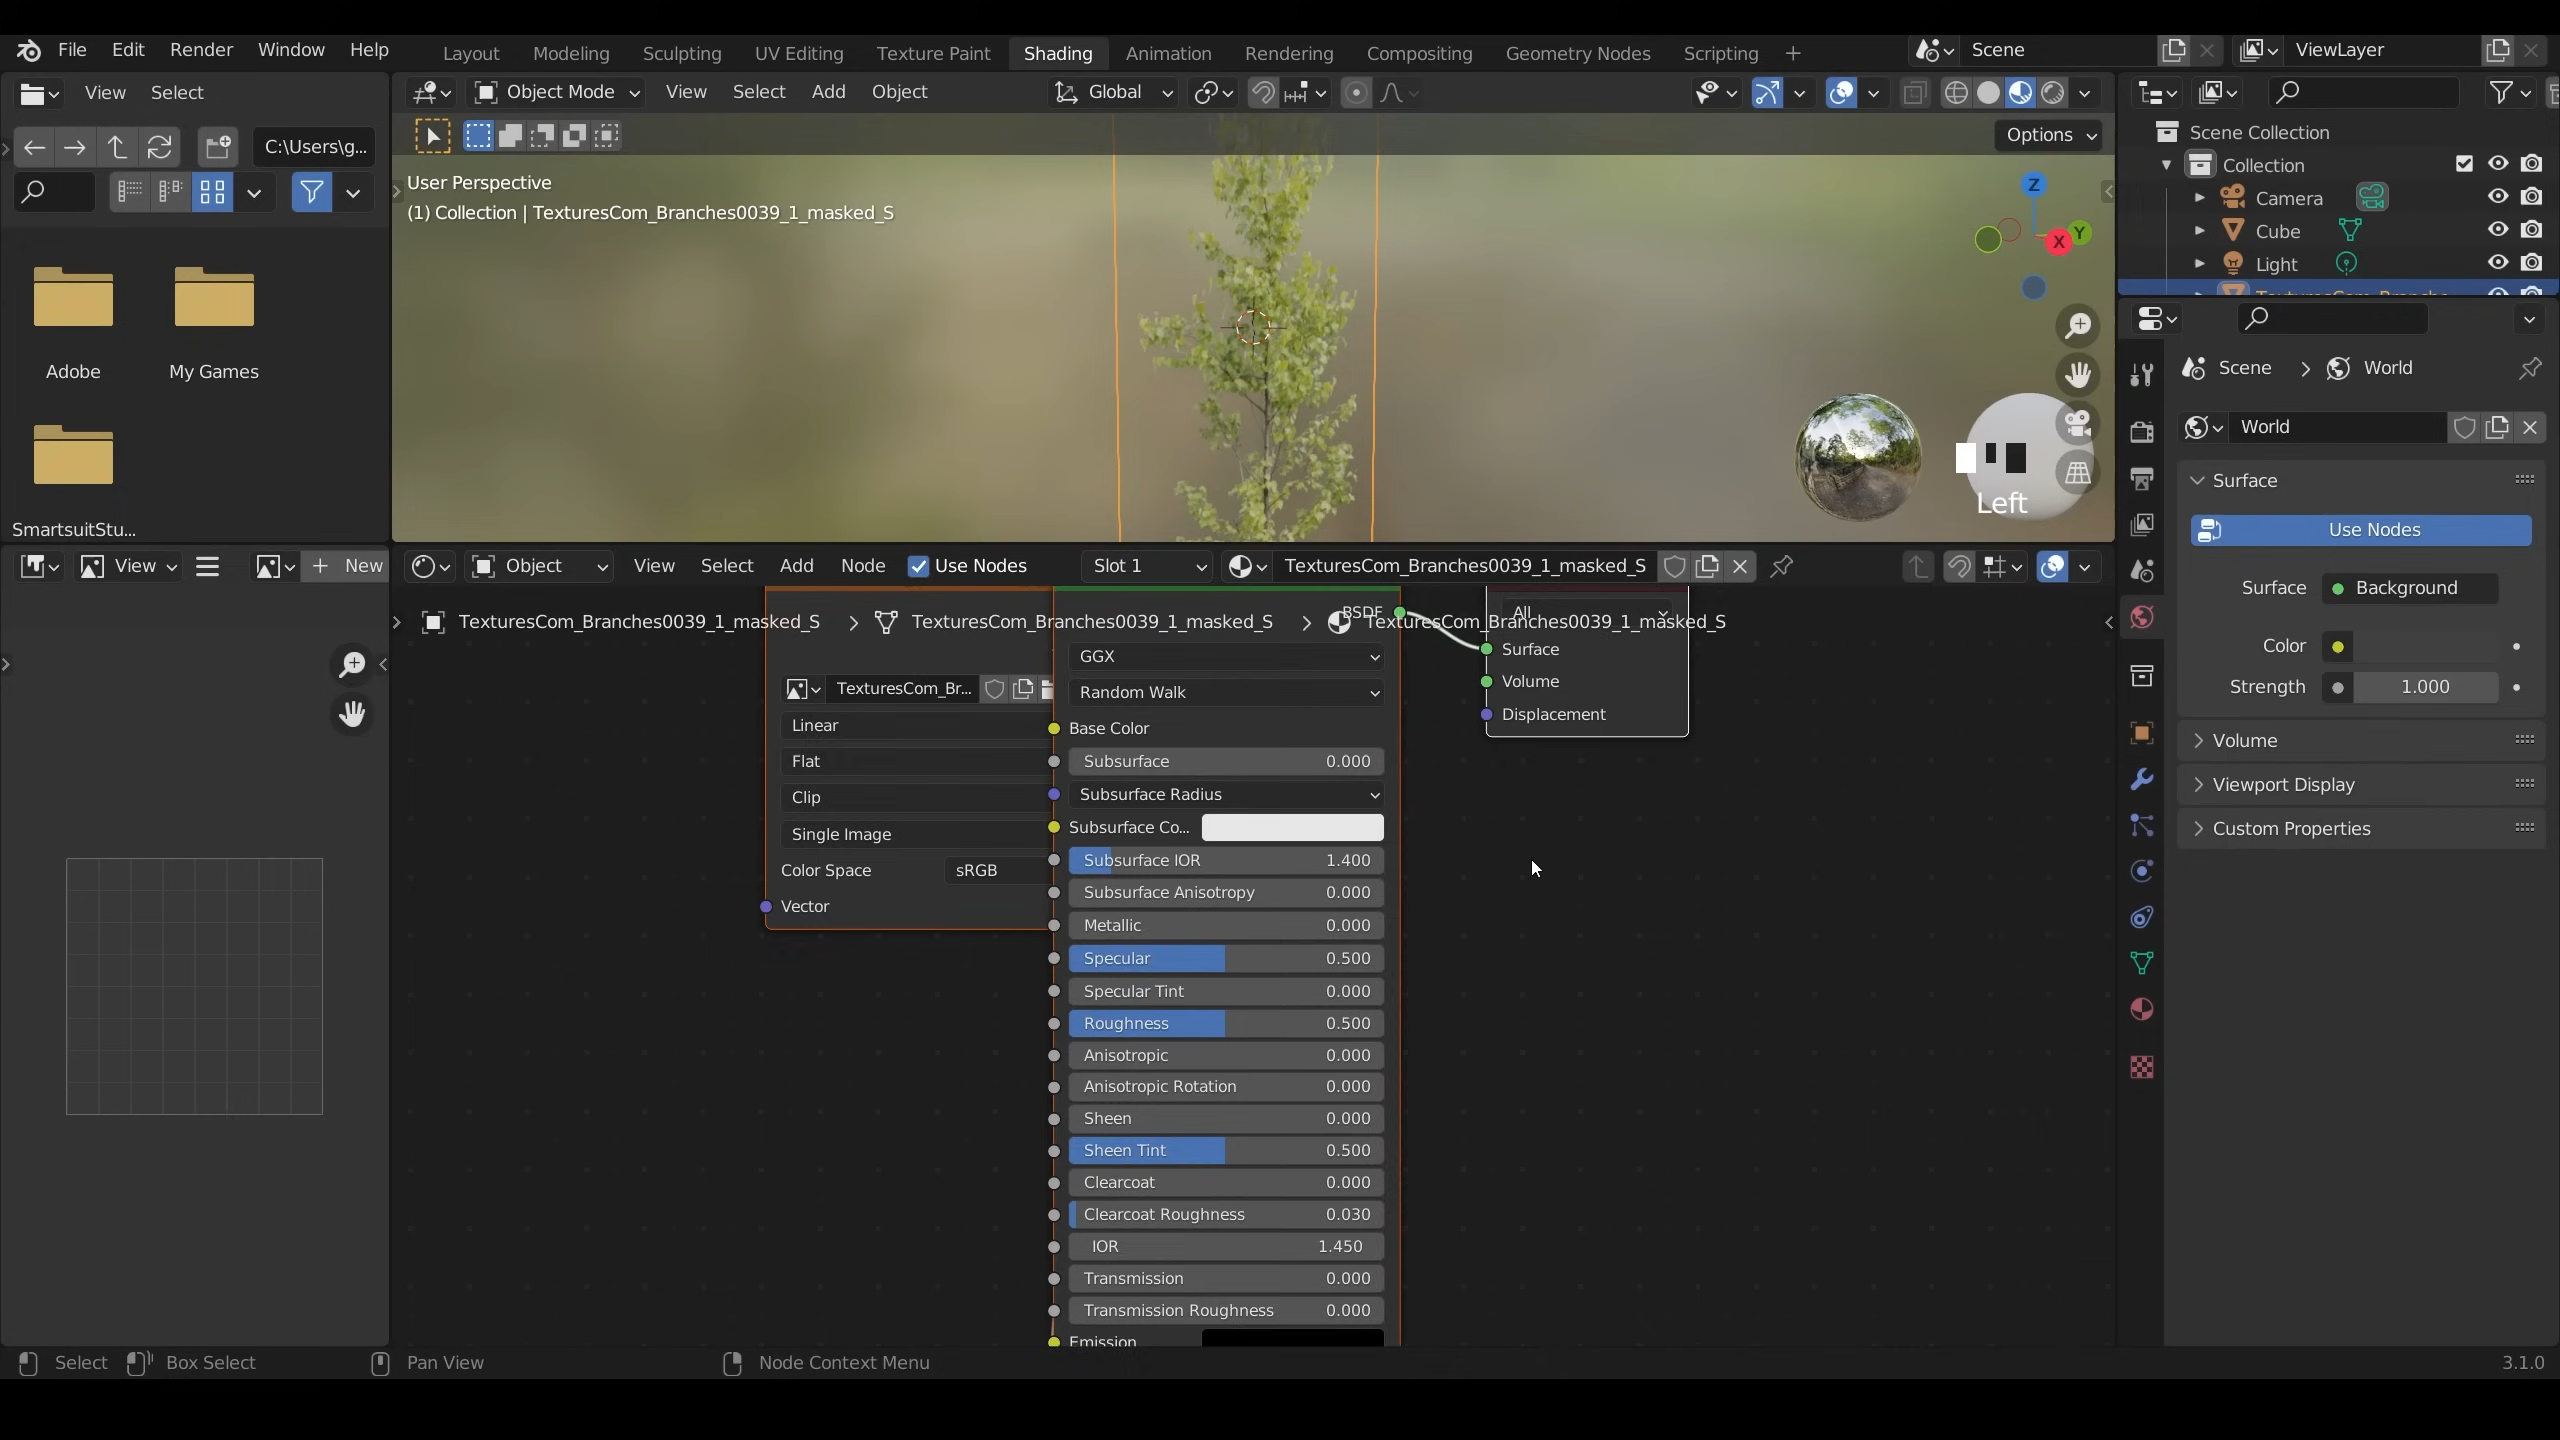 File Edit Render Window Help
Layout Modeling Sculpting UV Editing Texture Paint Shading Animation Rendering Compositing Geometry Nodes Scripting +
Scene
ViewLayer
View Select
Object Mode View Select Add Object
Global
C:\Users\g...
Options
User Perspective
(1) Collection | TexturesCom_Branches0039_1_masked_S
Z
Y
X
Adobe
My Games
SmartsuitStu...
Left
Scene Collection
Collection
Camera
Cube
Light
Scene World
World
Surface
Use Nodes
Surface Background
Color
Strength 1.000
Volume
Viewport Display
Custom Properties
View
+ New
Object View Select Add Node Use Nodes Slot 1 TexturesCom_Branches0039_1_masked_S
TexturesCom_Branches0039_1_masked_S > TexturesCom_Branches0039_1_masked_S > TexturesCom_Branches0039_1_masked_S
TexturesCom_Br...
Linear
Flat
Clip
Single Image
Color Space sRGB
Vector
BSDF
GGX
Random Walk
Base Color
Subsurface 0.000
Subsurface Radius
Subsurface Co...
Subsurface IOR 1.400
Subsurface Anisotropy 0.000
Metallic 0.000
Specular 0.500
Specular Tint 0.000
Roughness 0.500
Anisotropic 0.000
Anisotropic Rotation 0.000
Sheen 0.000
Sheen Tint 0.500
Clearcoat 0.000
Clearcoat Roughness 0.030
IOR 1.450
Transmission 0.000
Transmission Roughness 0.000
Emission
All
Surface
Volume
Displacement
Select Box Select Pan View Node Context Menu 3.1.0